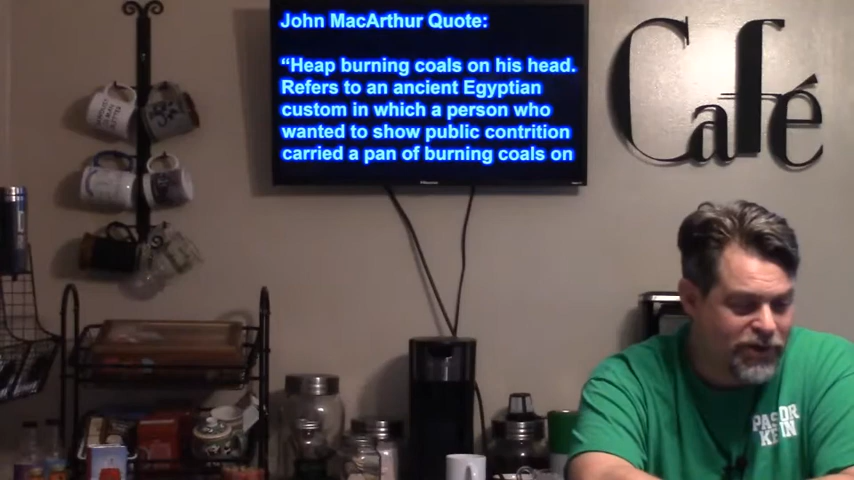 John MacArthur Quote:
“Heap burning coals on his head.
Refers to an ancient Egyptian
custom in which a person who
wanted to show public contrition
carried a pan of burning coals on
Café
PASTOR
KEVIN